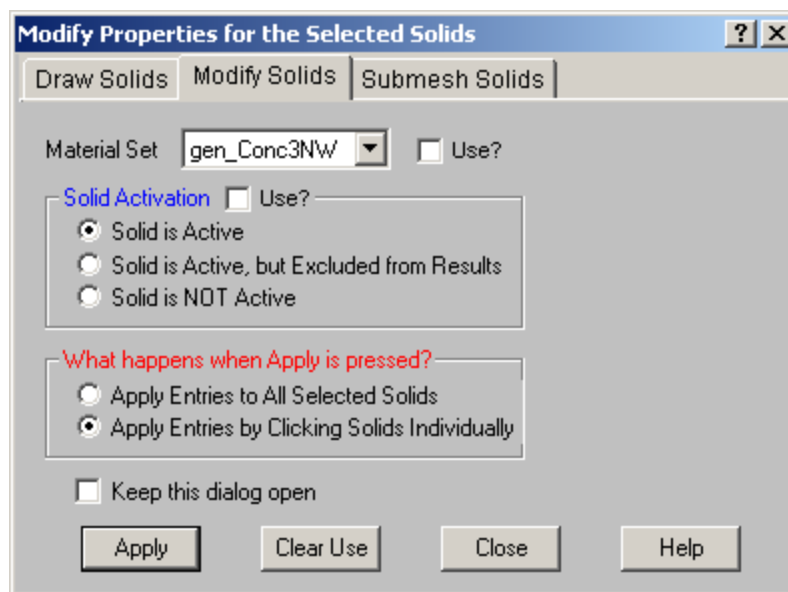 Modify Properties for the Selected Solids ? X
Draw Solids Modify Solids Submesh Solids
Material Set gen_Conc3NW Use?
Solid Activation Use?
Solid is Active
Solid is Active, but Excluded from Results
Solid is NOT Active
What happens when Apply is pressed?
Apply Entries to All Selected Solids
Apply Entries by Clicking Solids Individually
Keep this dialog open
Apply Clear Use Close Help